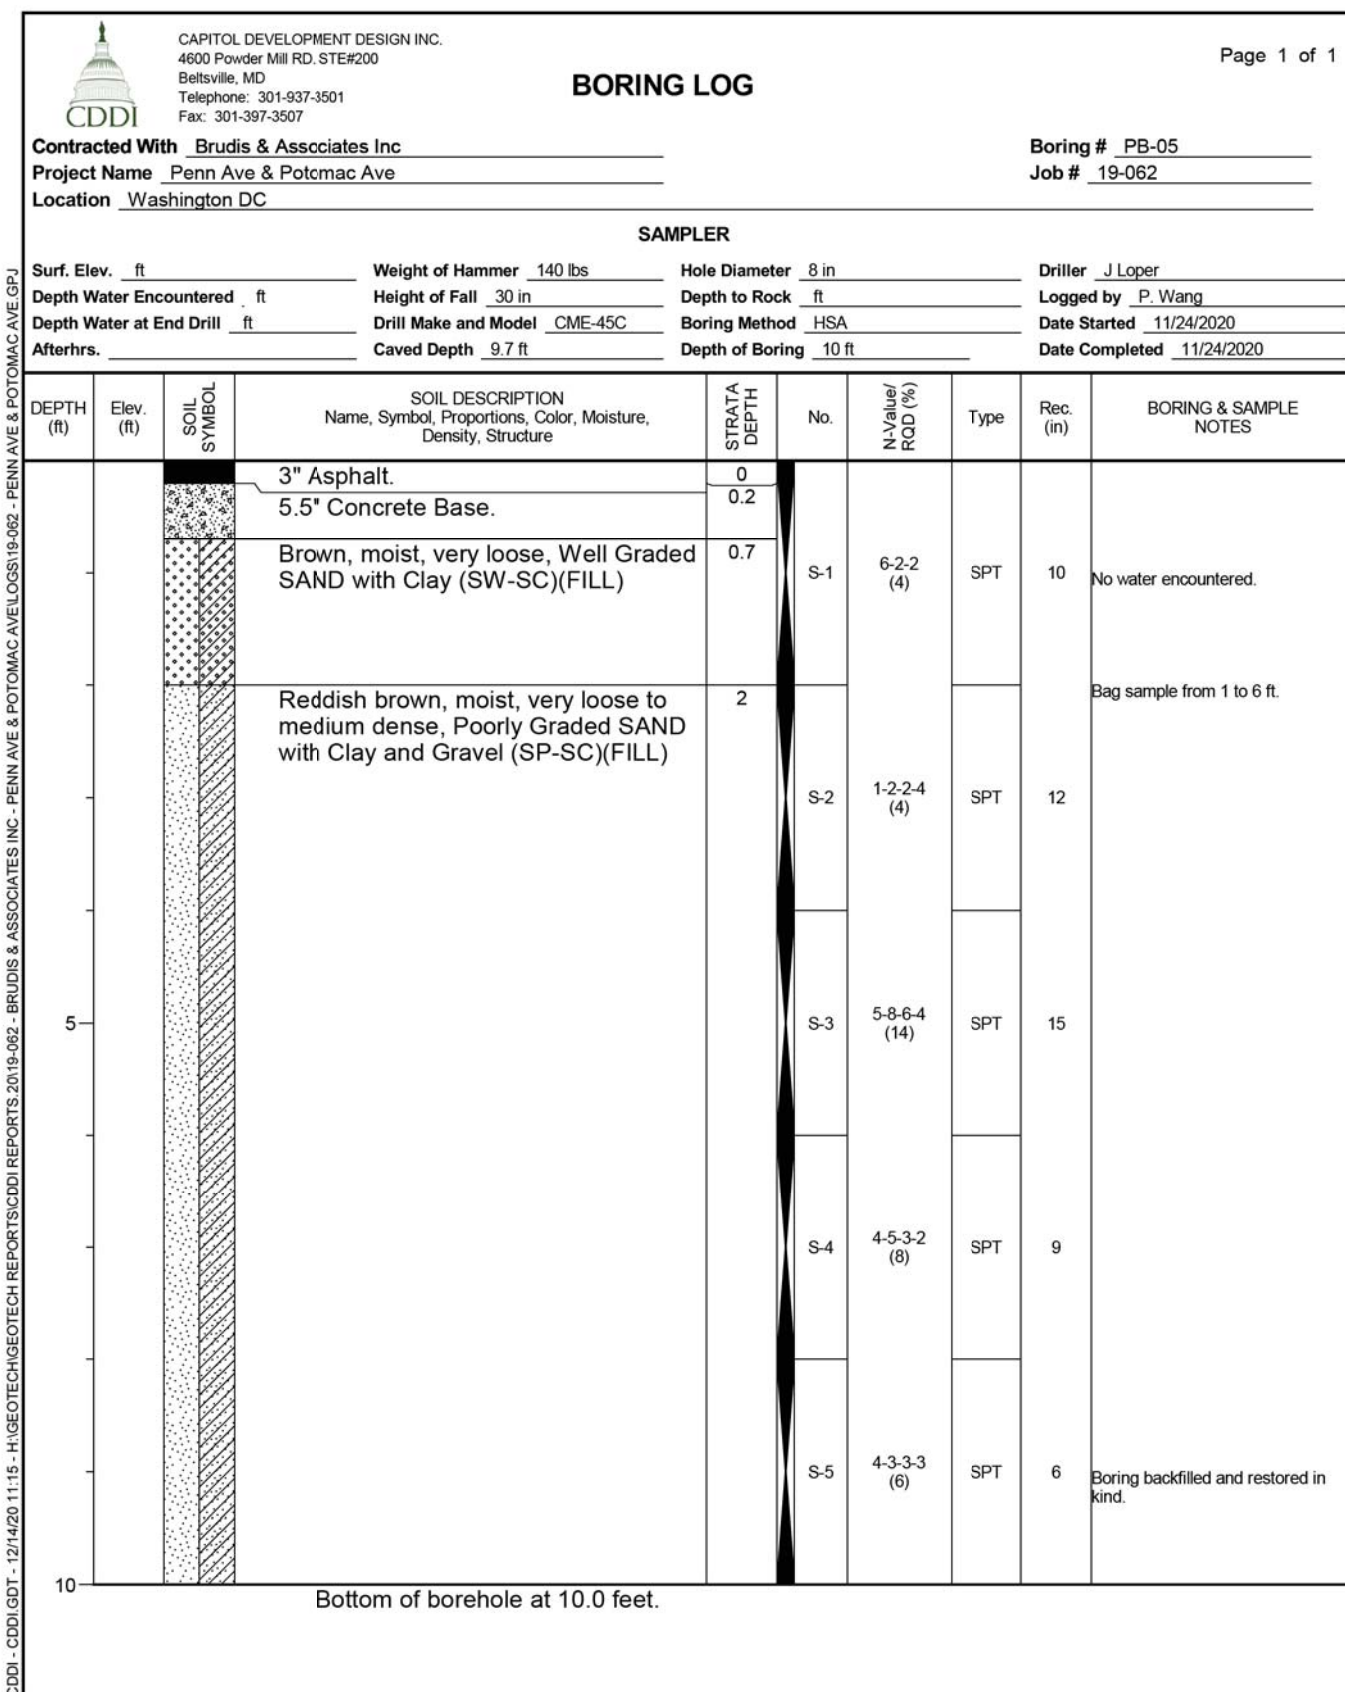 CAPITOL DEVELOPMENT DESIGN INC.
4600 Powder Mill RD. STE#200
Beltsville, MD
Telephone: 301-937-3501
Fax: 301-397-3507
CDDI
BORING LOG
Page 1 of 1
Contracted With Brudis & Associates Inc
Boring # PB-05
Project Name Penn Ave & Potomac Ave
Job # 19-062
Location Washington DC
SAMPLER
Surf. Elev. ft
Weight of Hammer 140 lbs
Hole Diameter 8 in
Driller J Loper
Depth Water Encountered ft
Height of Fall 30 in
Depth to Rock ft
Logged by P. Wang
Depth Water at End Drill ft
Drill Make and Model CME-45C
Boring Method HSA
Date Started 11/24/2020
Afterhrs.
Caved Depth 9.7 ft
Depth of Boring 10 ft
Date Completed 11/24/2020
DEPTH
(ft)
Elev.
(ft)
SOIL
SYMBOL
SOIL DESCRIPTION
Name, Symbol, Proportions, Color, Moisture,
Density, Structure
STRATA
DEPTH
No.
N-Value/
RQD (%)
Type
Rec.
(in)
BORING & SAMPLE
NOTES
3" Asphalt.
0
5.5" Concrete Base.
0.2
Brown, moist, very loose, Well Graded
SAND with Clay (SW-SC)(FILL)
0.7
S-1
6-2-2
(4)
SPT
10
No water encountered.
Reddish brown, moist, very loose to
medium dense, Poorly Graded SAND
with Clay and Gravel (SP-SC)(FILL)
2
Bag sample from 1 to 6 ft.
S-2
1-2-2-4
(4)
SPT
12
5
S-3
5-8-6-4
(14)
SPT
15
S-4
4-5-3-2
(8)
SPT
9
S-5
4-3-3-3
(6)
SPT
6
Boring backfilled and restored in
kind.
10
Bottom of borehole at 10.0 feet.
CDDI - CDDI.GDT - 12/14/20 11:15 - H:\GEOTECH\GEOTECH REPORTS\CDDI REPORTS.20\19-062 - BRUDIS & ASSOCIATES INC - PENN AVE & POTOMAC AVE\LOGS\19-062 - PENN AVE & POTOMAC AVE.GPJ